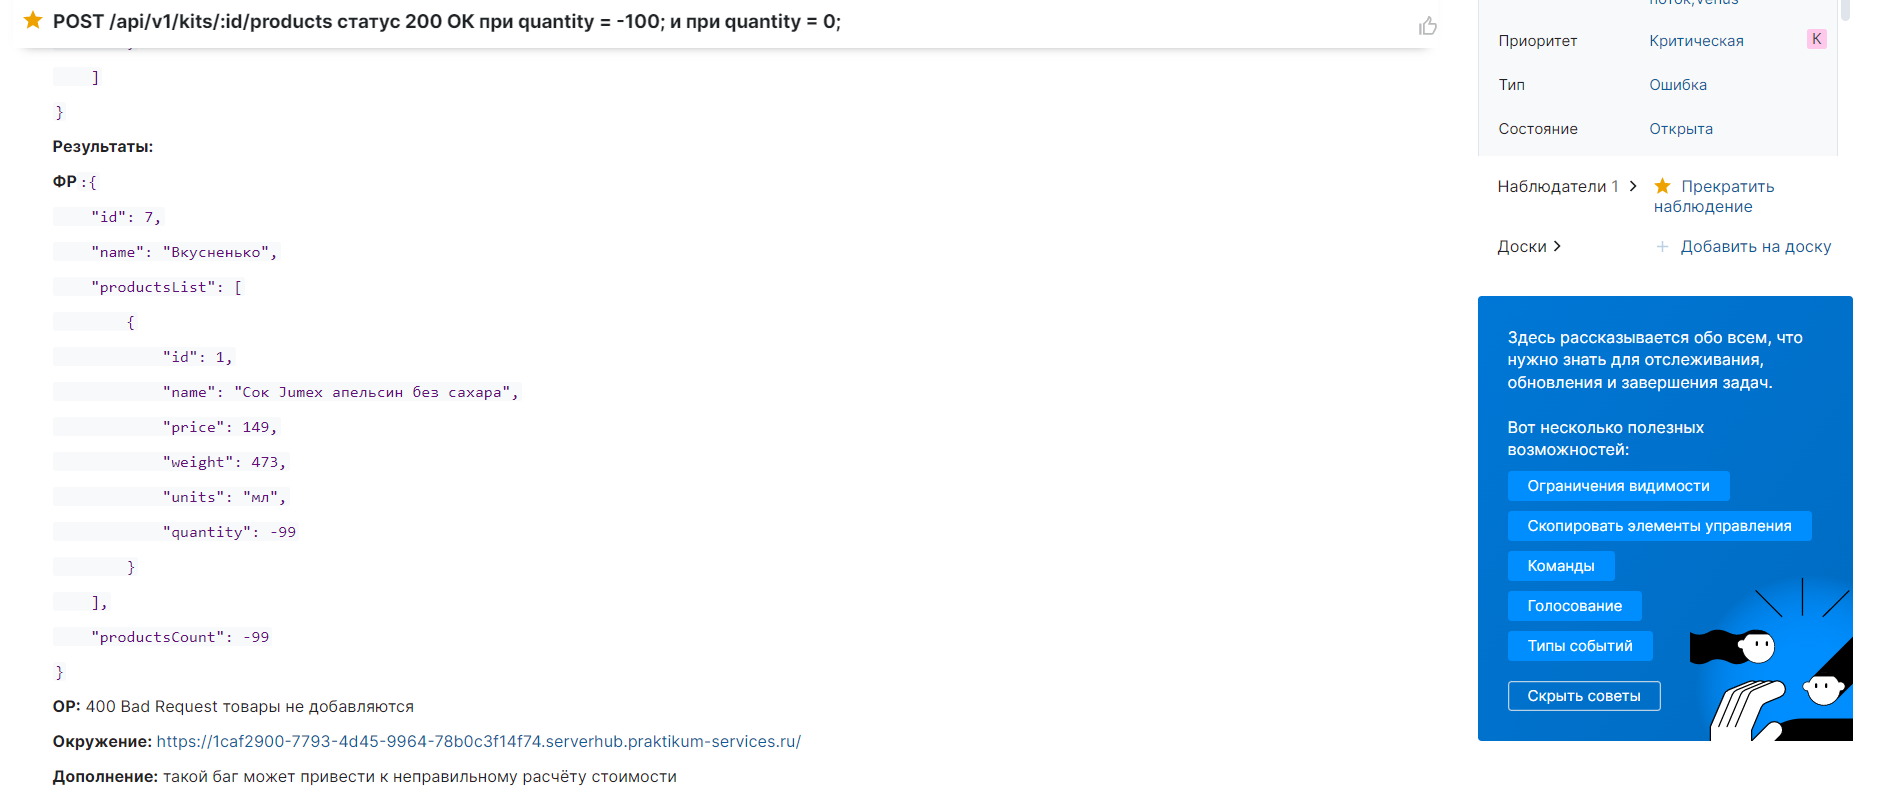 POST /api/v1/kits/:id/products статус 200 OK при quantity = -100; и при quantity = 0;
]
}
Результаты:
ФР :{
"id": 7,
"name": "Вкусненько",
"productsList": [
{
"id": 1,
"name": "Сок Jumex апельсин без сахара",
"price": 149,
"weight": 473,
"units": "мл",
"quantity": -99
}
],
"productsCount": -99
}
ОР: 400 Bad Request товары не добавляются
Окружение: https://1caf2900-7793-4d45-9964-78b0c3f14f74.serverhub.praktikum-services.ru/
Дополнение: такой баг может привести к неправильному расчёту стоимости
поток,Venus
Приоритет Критическая К
Тип Ошибка
Состояние Открыта
Наблюдатели 1 Прекратить
наблюдение
Доски Добавить на доску
Здесь рассказывается обо всем, что
нужно знать для отслеживания,
обновления и завершения задач.
Вот несколько полезных
возможностей:
Ограничения видимости
Скопировать элементы управления
Команды
Голосование
Типы событий
Скрыть советы